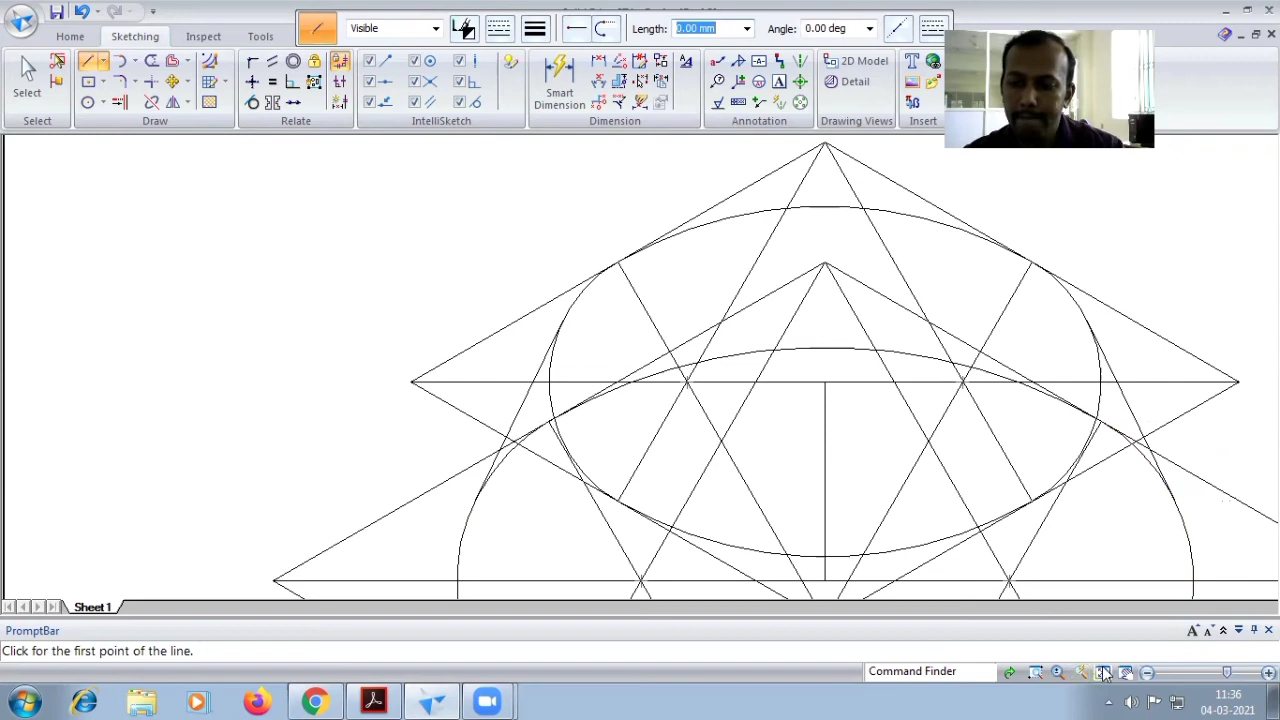 Visible
Length:
0.00 mm
Angle:
0.00 deg
Home
Sketching
Inspect
Tools
Select
Smart
Dimension
2D Model
Detail
Select
Draw
Relate
IntelliSketch
Dimension
Annotation
Drawing Views
Insert
Sheet 1
PromptBar
Click for the first point of the line.
Command Finder
11:36
04-03-2021